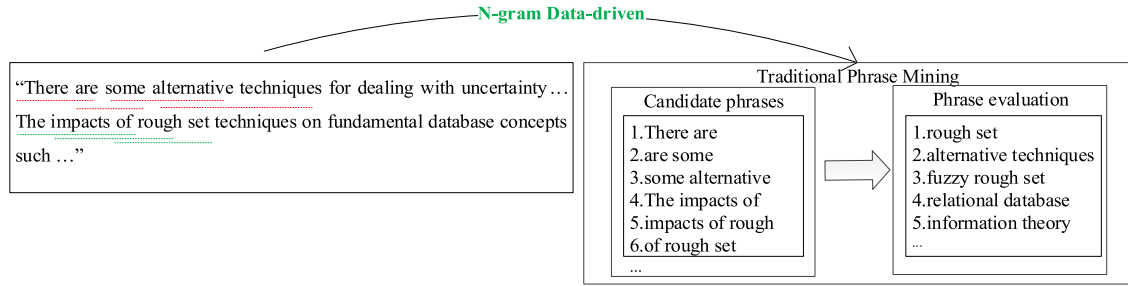 N-gram Data-driven
“There are some alternative techniques for dealing with uncertainty…
The impacts of rough set techniques on fundamental database concepts
such …”
Traditional Phrase Mining
Candidate phrases
1.There are
2.are some
3.some alternative
4.The impacts of
5.impacts of rough
6.of rough set
...
Phrase evaluation
1.rough set
2.alternative techniques
3.fuzzy rough set
4.relational database
5.information theory
...